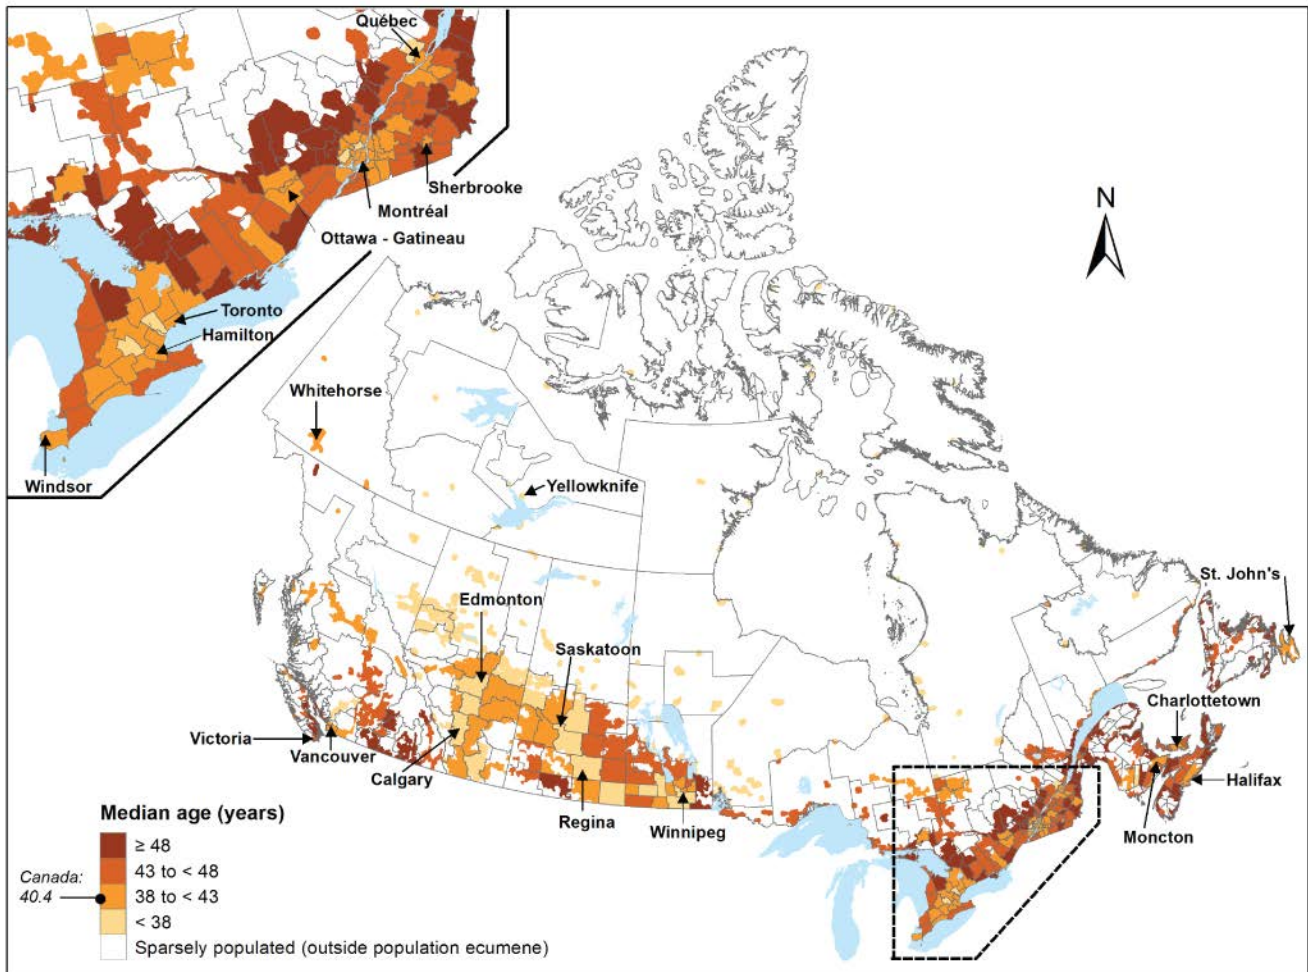 Québec
Sherbrooke
Montréal
Ottawa - Gatineau
Toronto
Hamilton
Windsor
N
Whitehorse
Yellowknife
St. John's
Edmonton
Saskatoon
Charlottetown
Victoria
Vancouver
Calgary
Halifax
Regina
Winnipeg
Moncton
Median age (years)
≥ 48
43 to < 48
Canada:
40.4
38 to < 43
< 38
Sparsely populated (outside population ecumene)